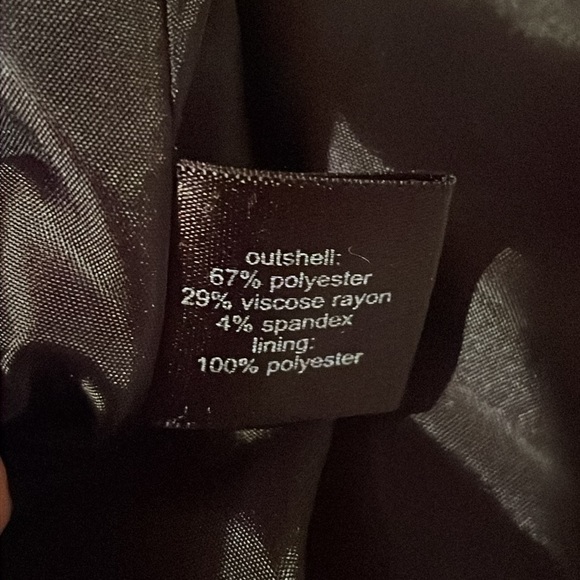 outshell:
67% polyester
29% viscose rayon
4% spandex
lining:
100% polyester